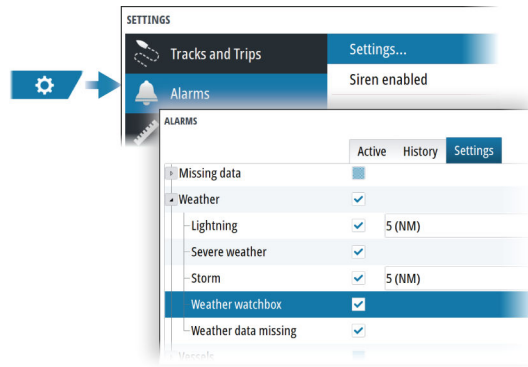 SETTINGS
Tracks and Trips
Settings...
Alarms
Siren enabled
ALARMS
Active History Settings
Missing data
Weather
Lightning 5 (NM)
Severe weather
Storm 5 (NM)
Weather watchbox
Weather data missing
Vessels